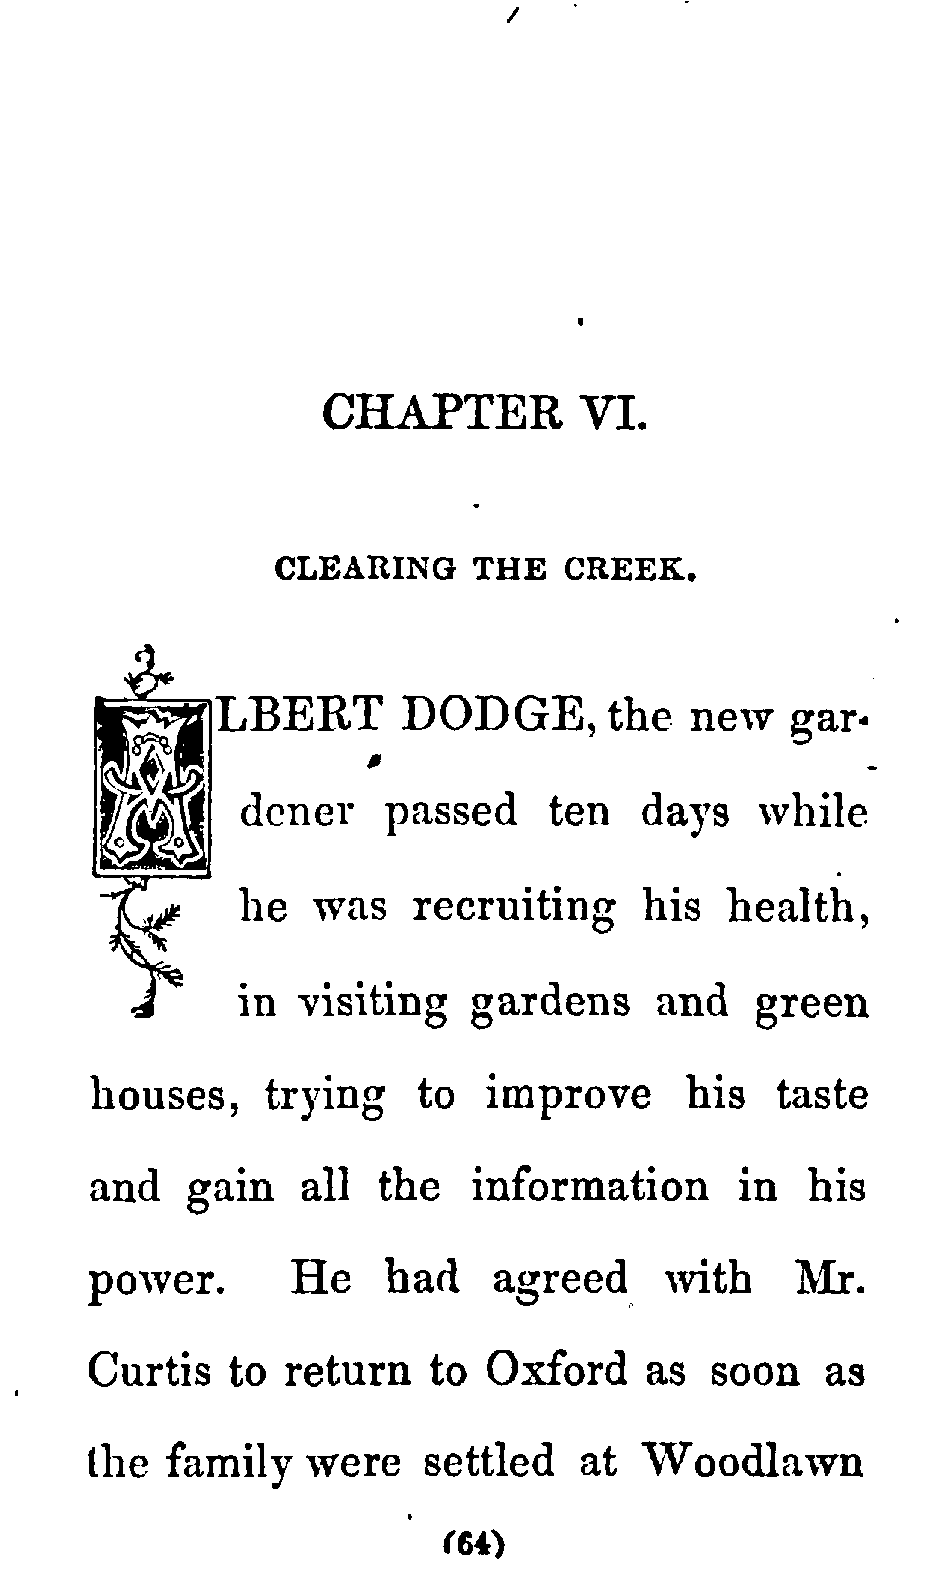 CHAPTER VI.
CLEARING THE CREEK.
ALBERT DODGE, the new gar-
dener passed ten days while
he was recruiting his health,
in visiting gardens and green
houses, trying to improve his taste
and gain all the information in his
power. He had agreed with Mr.
Curtis to return to Oxford as soon as
the family were settled at Woodlawn
(64)